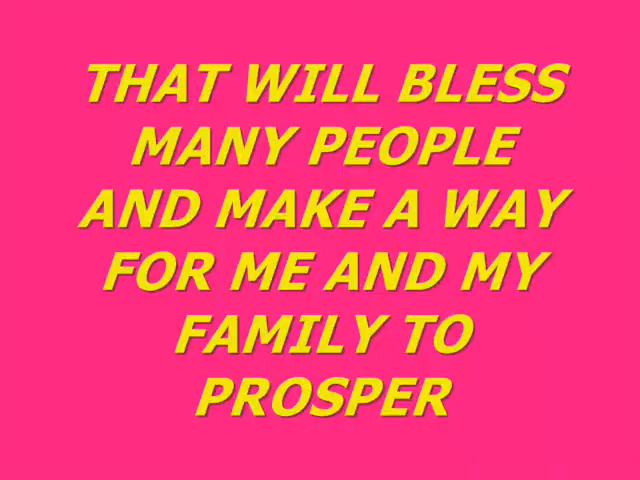 THAT WILL BLESS
MANY PEOPLE
AND MAKE A WAY
FOR ME AND MY
FAMILY TO
PROSPER